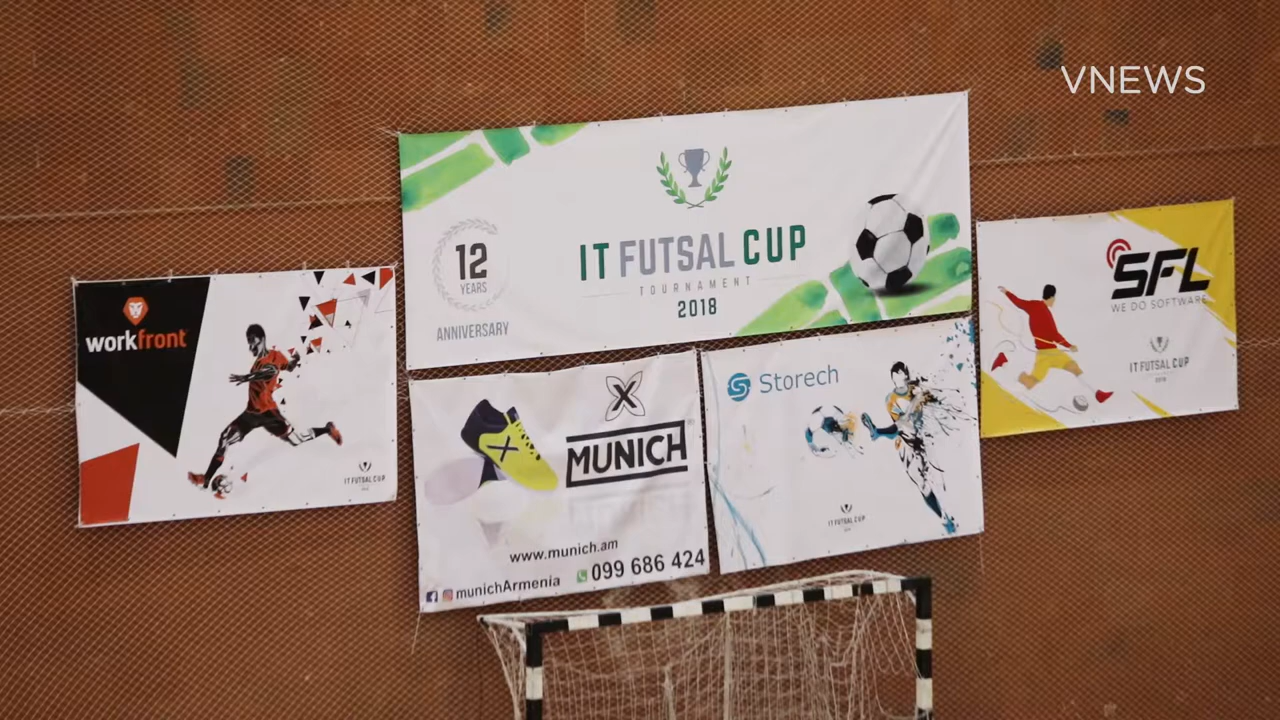 VNEWS
12
YEARS
ANNIVERSARY
IT FUTSAL CUP
TOURNAMENT
2018
workfront
IT FUTSAL CUP
MUNICH®
www.munich.am
munichArmenia
099 686 424
Storech
IT FUTSAL CUP
SFL
WE DO SOFTWARE
IT FUTSAL CUP
2018